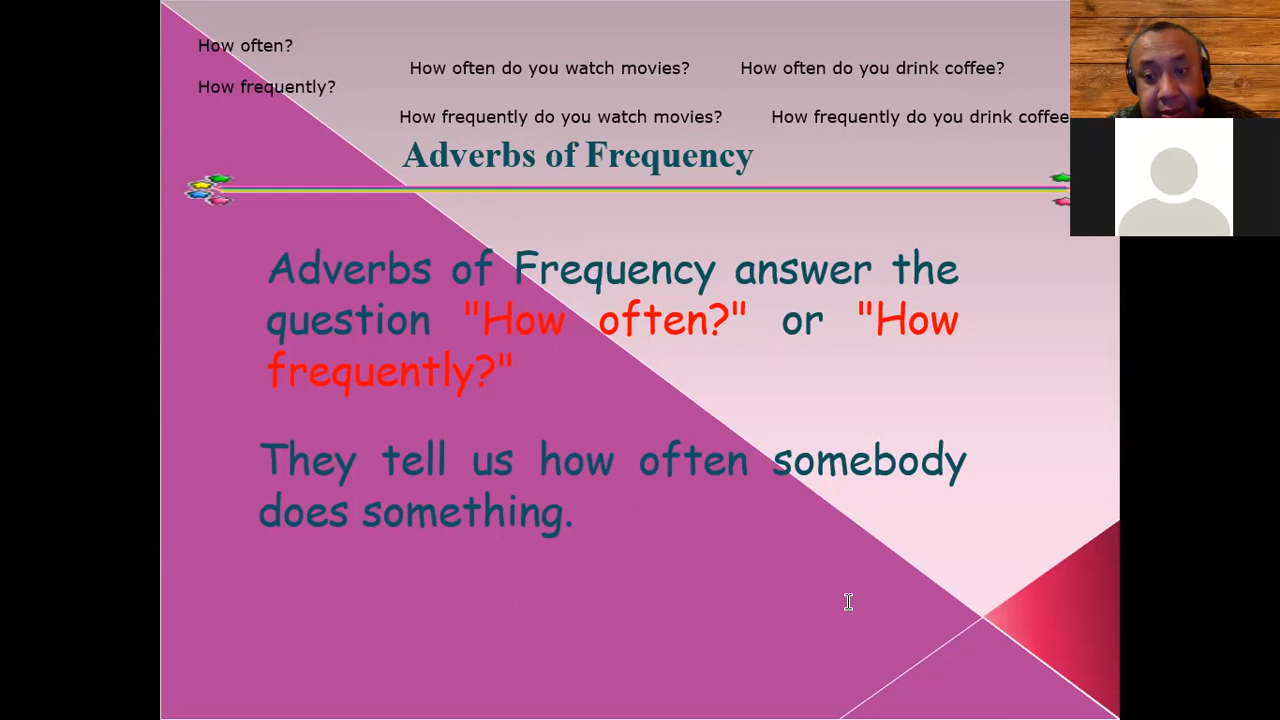 How often?
How frequently?
How often do you watch movies?
How often do you drink coffee?
How frequently do you watch movies?
How frequently do you drink coffee
Adverbs of Frequency
Adverbs of Frequency answer the
question "How often?" or "How
frequently?"
They tell us how often somebody
does something.